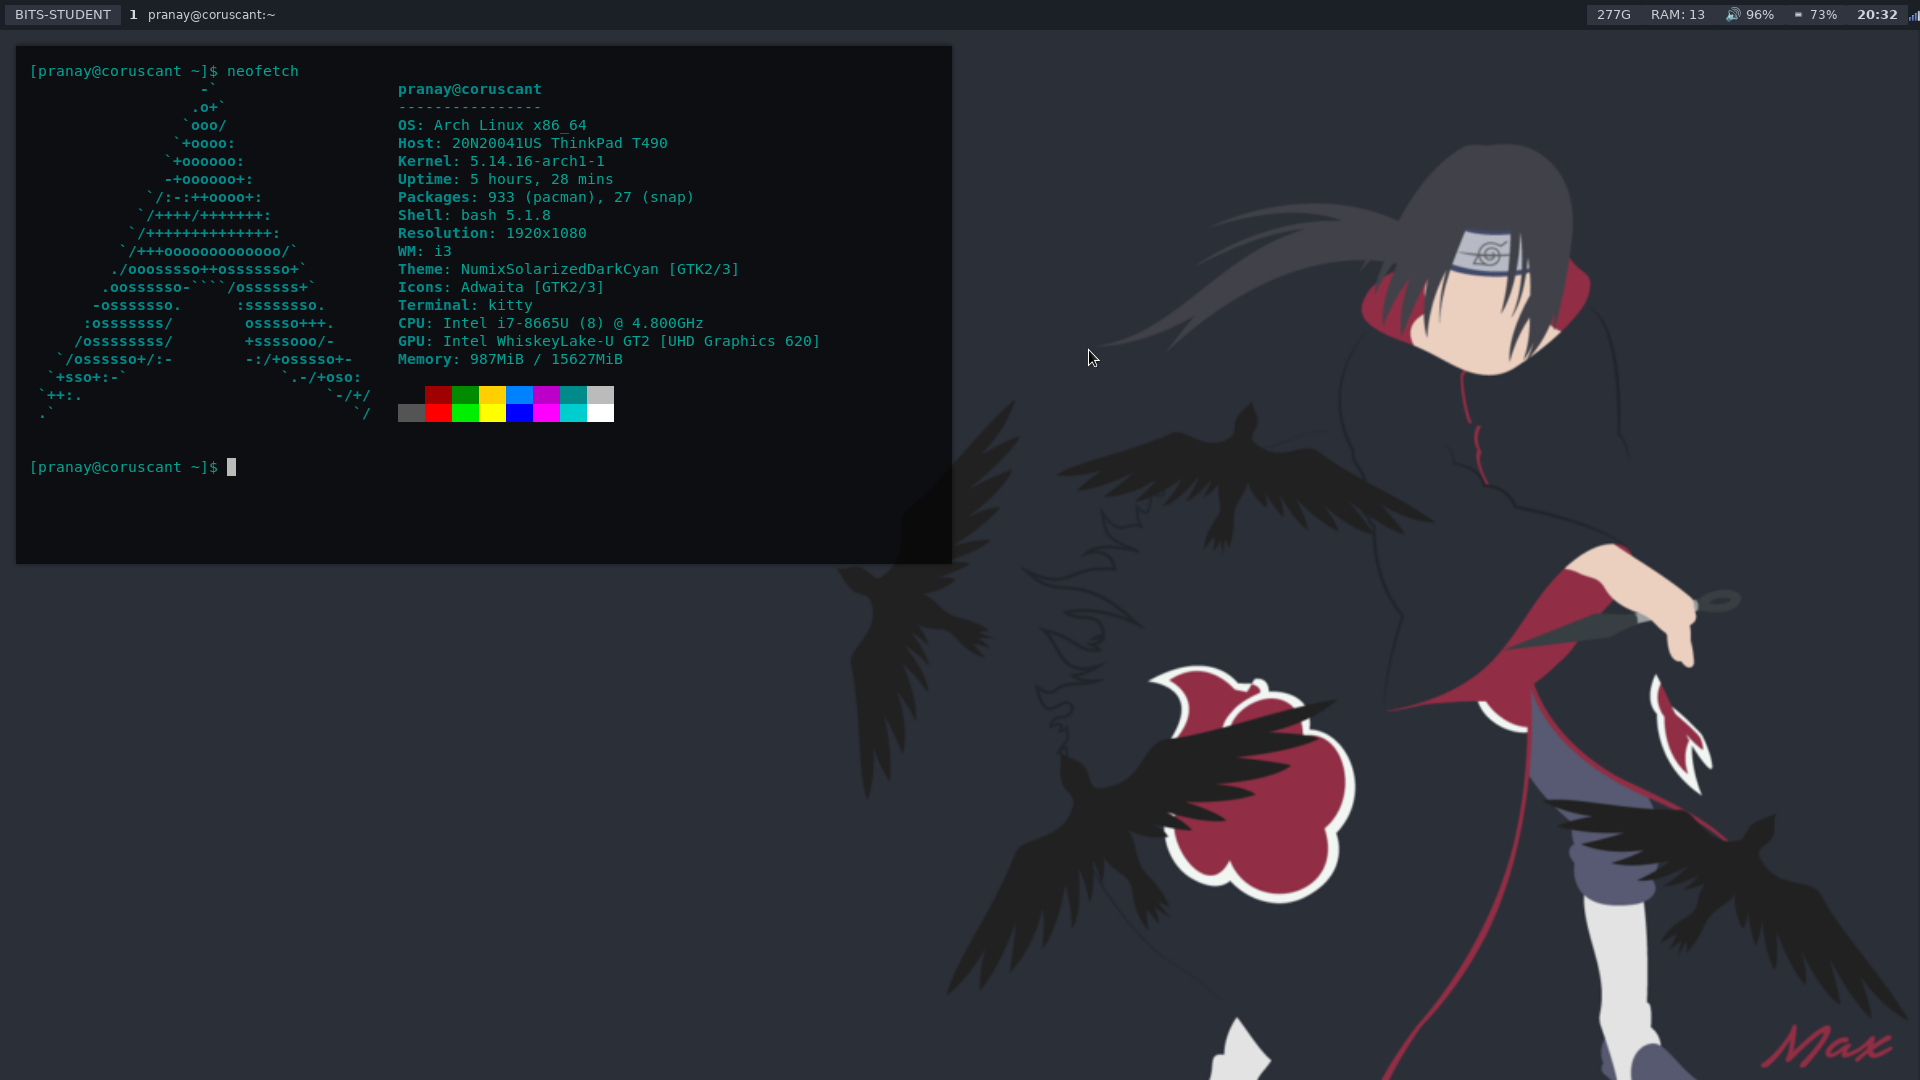 BITS-STUDENT 1 pranay@coruscant:~ 277G RAM: 13 96% 73% 20:32
[pranay@coruscant ~]$ neofetch
-`
.o+` pranay@coruscant
`ooo/ ----------------
`+oooo: OS: Arch Linux x86_64
`+oooooo: Host: 20N20041US ThinkPad T490
-+oooooo+: Kernel: 5.14.16-arch1-1
`/:-:++oooo+: Uptime: 5 hours, 28 mins
`/++++/+++++++: Packages: 933 (pacman), 27 (snap)
`/++++++++++++++: Shell: bash 5.1.8
`/+++ooooooooooooo/` Resolution: 1920x1080
./ooosssso++osssssso+` WM: i3
.oossssso-````/ossssss+` Theme: NumixSolarizedDarkCyan [GTK2/3]
-osssssso. :ssssssso. Icons: Adwaita [GTK2/3]
:osssssss/ osssso+++. Terminal: kitty
/ossssssss/ +ssssooo/- CPU: Intel i7-8665U (8) @ 4.800GHz
`/ossssso+/:- -:/+osssso+- GPU: Intel WhiskeyLake-U GT2 [UHD Graphics 620]
`+sso+:-` `.-/+oso: Memory: 987MiB / 15627MiB
`++:. `-/+/
.` `/
[pranay@coruscant ~]$
Max